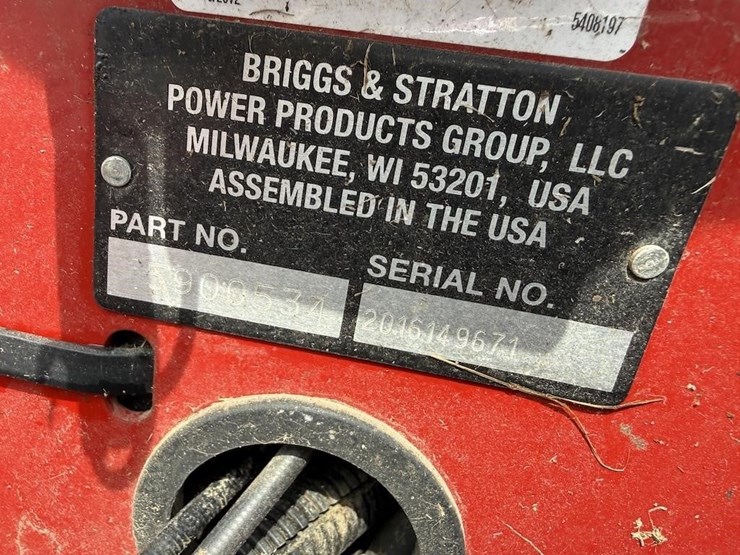 5408197
BRIGGS & STRATTON
POWER PRODUCTS GROUP, LLC
MILWAUKEE, WI 53201, USA
ASSEMBLED IN THE USA
PART NO.
SERIAL NO.
2016149671